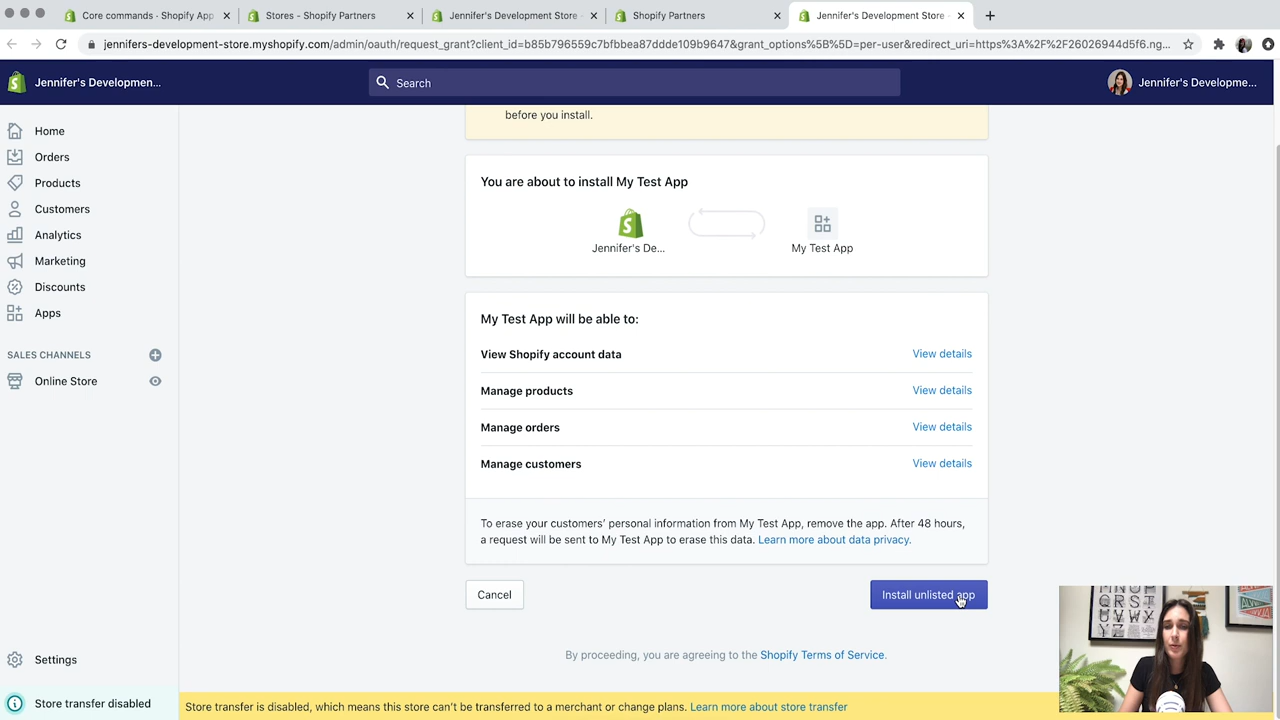 Core commands · Shopify App
Stores - Shopify Partners
Jennifer's Development Store
Shopify Partners
Jennifer's Development Store
jennifers-development-store.myshopify.com/admin/oauth/request_grant?client_id=b85b796559c7bfbbea87ddde109b9647&grant_options%5B%5D=per-user&redirect_uri=https%3A%2F%2F26026944d5f6.ng...
Jennifer's Developmen...
Search
Jennifer's Developme...
Home
Orders
Products
Customers
Analytics
Marketing
Discounts
Apps
SALES CHANNELS
Online Store
Settings
Store transfer disabled
before you install.
You are about to install My Test App
Jennifer's De...
My Test App
My Test App will be able to:
View Shopify account data View details
Manage products View details
Manage orders View details
Manage customers View details
To erase your customers' personal information from My Test App, remove the app. After 48 hours,
a request will be sent to My Test App to erase this data. Learn more about data privacy.
Cancel
Install unlisted app
By proceeding, you are agreeing to the Shopify Terms of Service.
Store transfer is disabled, which means this store can't be transferred to a merchant or change plans. Learn more about store transfer